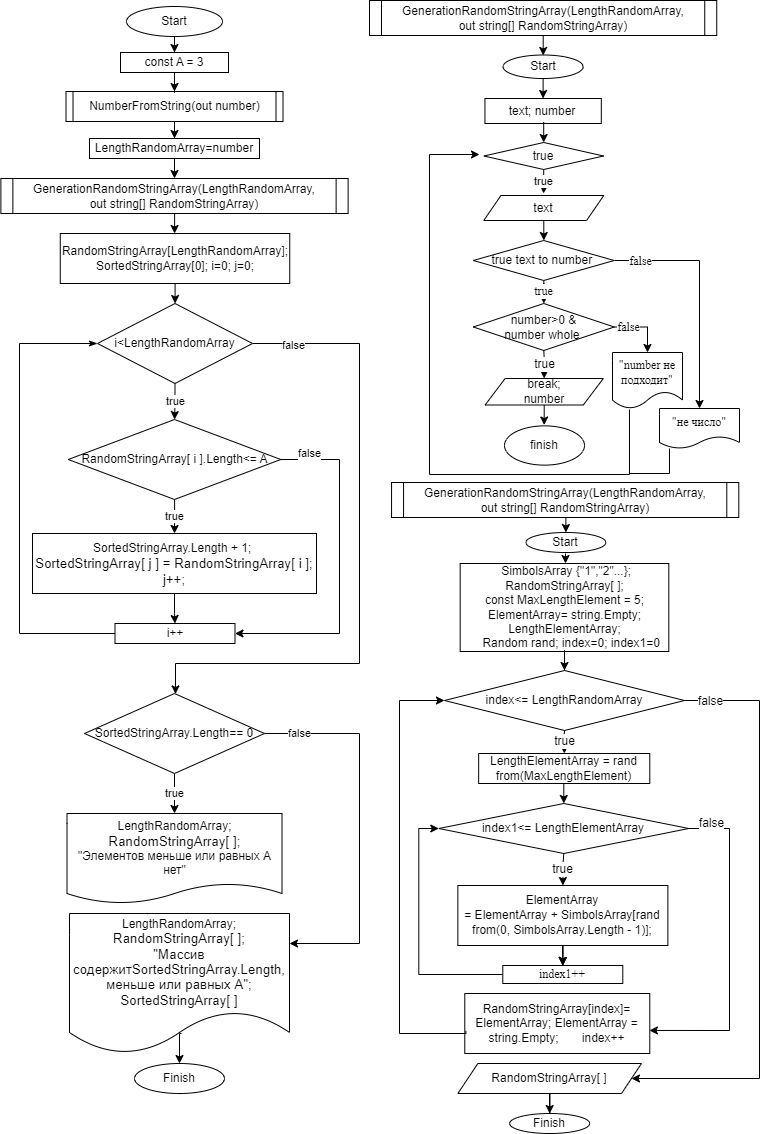 Start
const A = 3
NumberFromString(out number)
LengthRandomArray=number
GenerationRandomStringArray(LengthRandomArray,
out string[] RandomStringArray)
RandomStringArray[LengthRandomArray];
SortedStringArray[0]; i=0; j=0;
i<LengthRandomArray
false
true
RandomStringArray[ i ].Length<= A
false
true
SortedStringArray.Length + 1;
SortedStringArray[ j ] = RandomStringArray[ i ];
j++;
i++
SortedStringArray.Length== 0
false
true
LengthRandomArray;
RandomStringArray[ ];
"Элементов меньше или равных А
нет"
LengthRandomArray;
RandomStringArray[ ];
"Массив
содержитSortedStringArray.Length,
меньше или равных А";
SortedStringArray[ ]
Finish
GenerationRandomStringArray(LengthRandomArray,
out string[] RandomStringArray)
Start
text; number
true
true
text
true text to number
false
true
number>0 &
number whole
false
true
"number не
подходит"
break;
number
"не число"
finish
GenerationRandomStringArray(LengthRandomArray,
out string[] RandomStringArray)
Start
SimbolsArray {"1","2"...};
RandomStringArray[ ];
const MaxLengthElement = 5;
ElementArray= string.Empty;
LengthElementArray;
Random rand; index=0; index1=0
index<= LengthRandomArray
false
true
LengthElementArray = rand
from(MaxLengthElement)
index1<= LengthElementArray
false
true
ElementArray
= ElementArray + SimbolsArray[rand
from(0, SimbolsArray.Length - 1)];
index1++
RandomStringArray[index]=
ElementArray; ElementArray =
string.Empty; index++
RandomStringArray[ ]
Finish